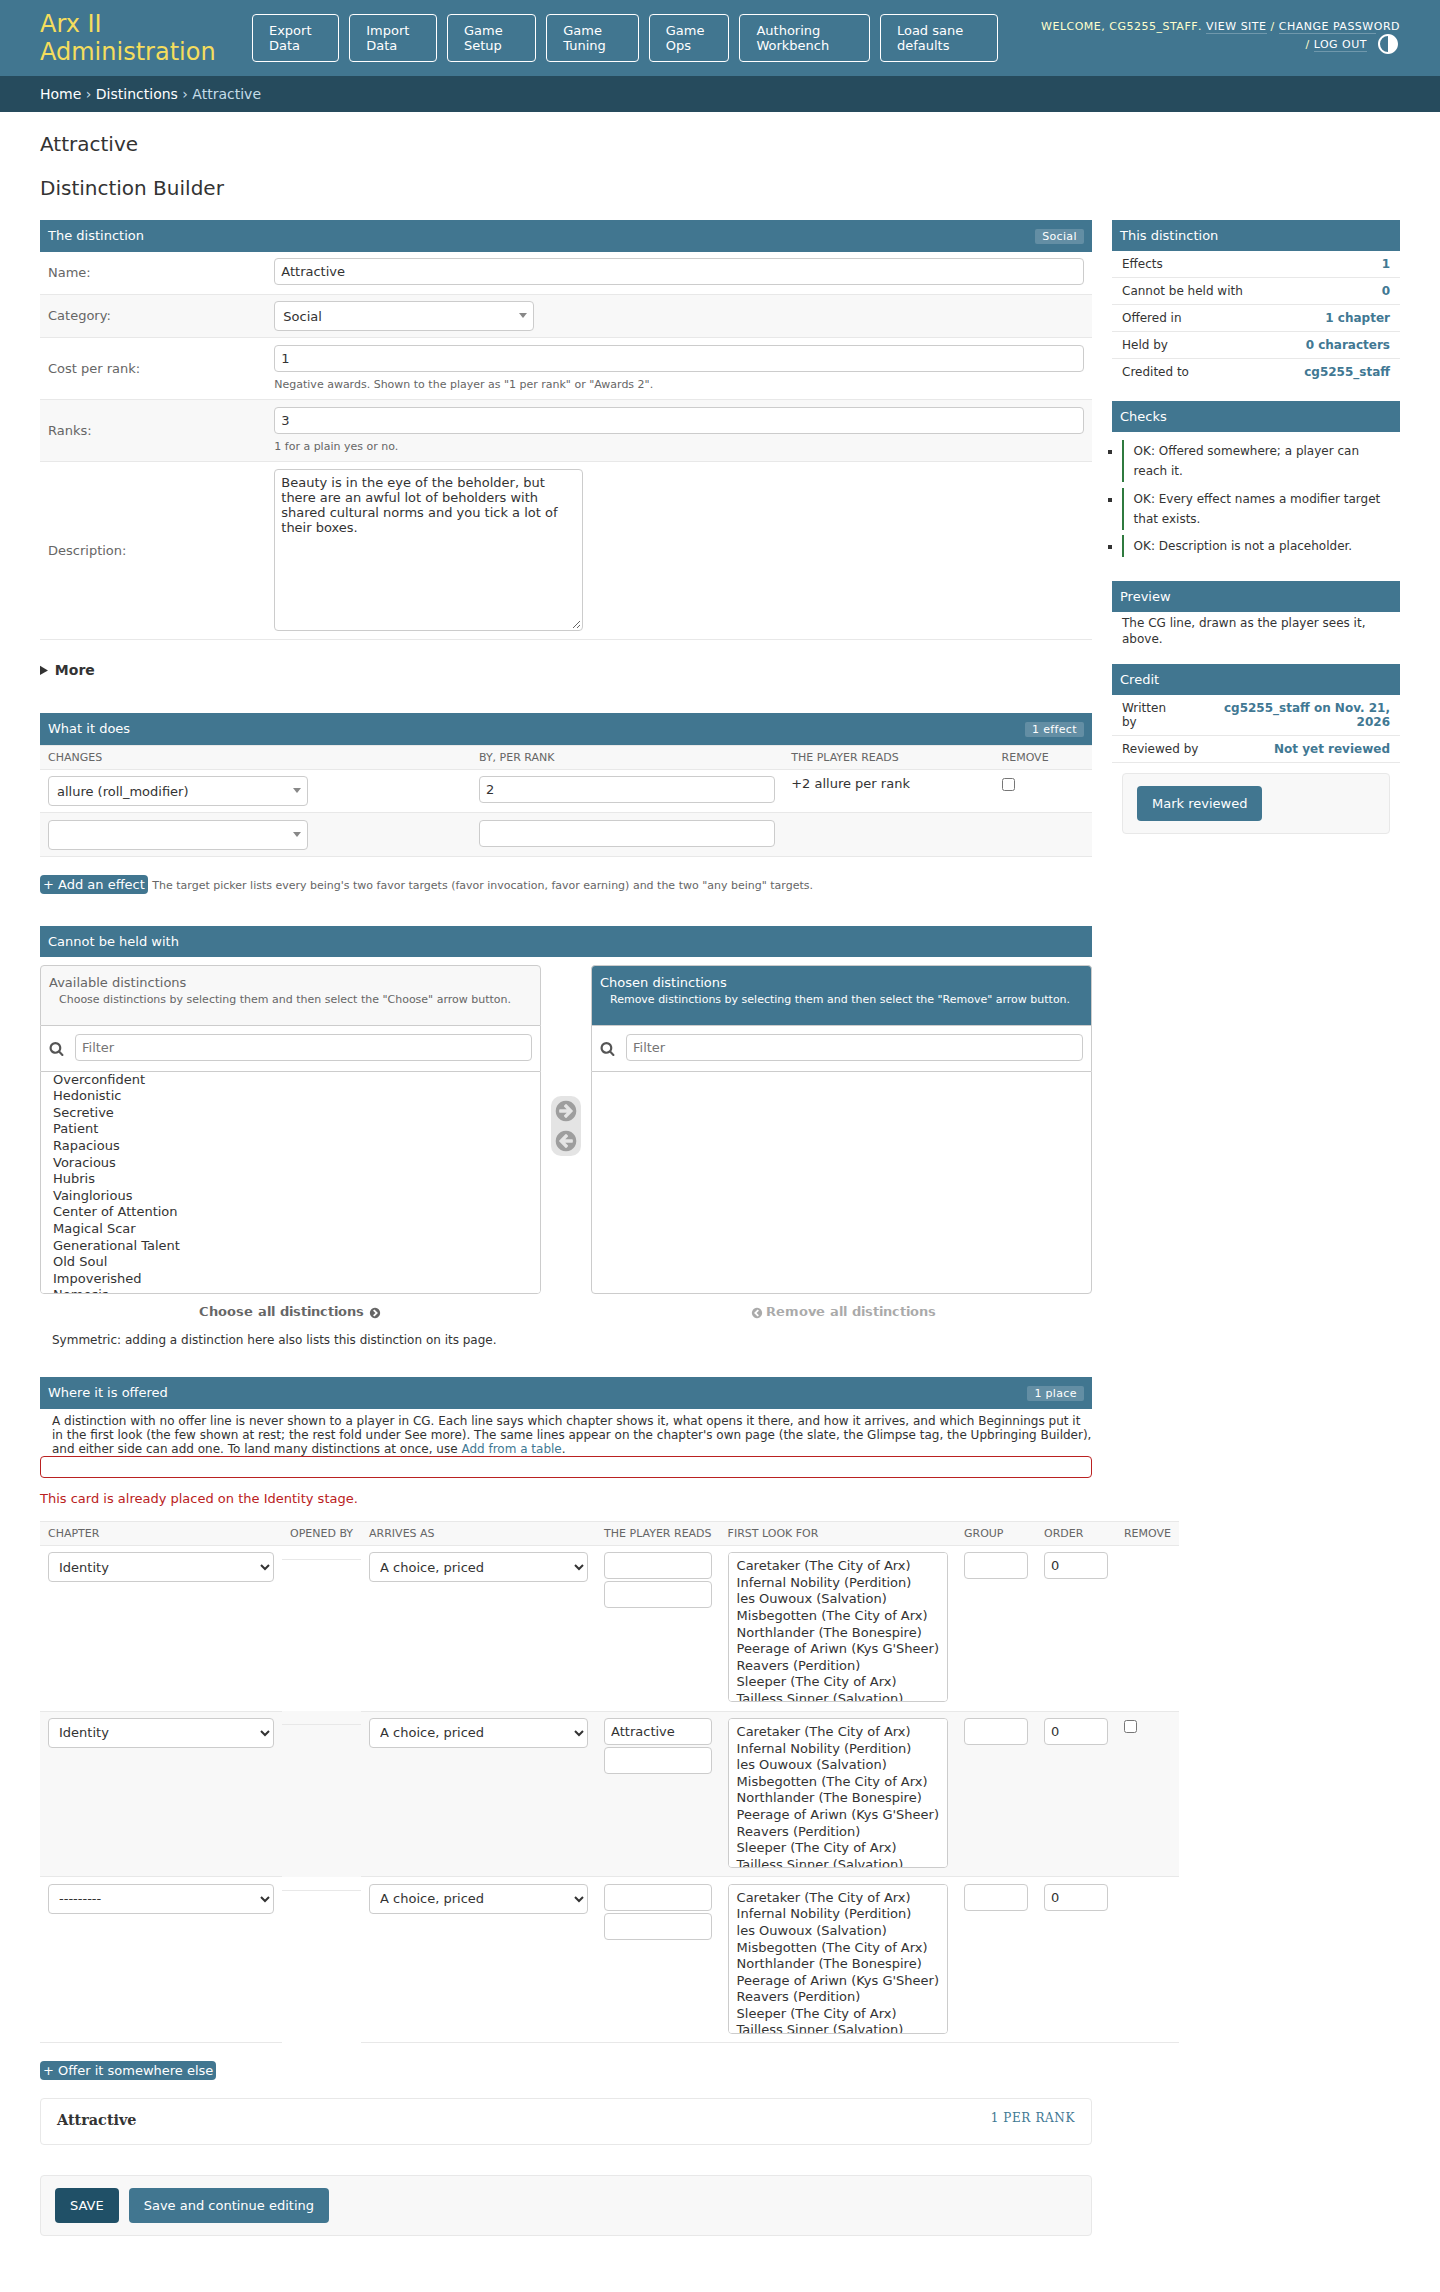 Arx II
Administration
Export
Data
Import
Data
Game
Setup
Game
Tuning
Game
Ops
Authoring
Workbench
Load sane
defaults
WELCOME, CG5255_STAFF. VIEW SITE / CHANGE PASSWORD
/ LOG OUT
Home › Distinctions › Attractive
Attractive
Distinction Builder
The distinction
Social
Name:
Attractive
Category:
Social
Cost per rank:
1
Negative awards. Shown to the player as "1 per rank" or "Awards 2".
Ranks:
3
1 for a plain yes or no.
Description:
Beauty is in the eye of the beholder, but
there are an awful lot of beholders with
shared cultural norms and you tick a lot of
their boxes.
More
What it does
1 effect
CHANGES
BY, PER RANK
THE PLAYER READS
REMOVE
allure (roll_modifier)
2
+2 allure per rank
+ Add an effect
The target picker lists every being's two favor targets (favor invocation, favor earning) and the two "any being" targets.
Cannot be held with
Available distinctions
Choose distinctions by selecting them and then select the "Choose" arrow button.
Filter
Overconfident
Hedonistic
Secretive
Patient
Rapacious
Voracious
Hubris
Vainglorious
Center of Attention
Magical Scar
Generational Talent
Old Soul
Impoverished
Nemesis
Choose all distinctions
Chosen distinctions
Remove distinctions by selecting them and then select the "Remove" arrow button.
Filter
Remove all distinctions
Symmetric: adding a distinction here also lists this distinction on its page.
Where it is offered
1 place
A distinction with no offer line is never shown to a player in CG. Each line says which chapter shows it, what opens it there, and how it arrives, and which Beginnings put it
in the first look (the few shown at rest; the rest fold under See more). The same lines appear on the chapter's own page (the slate, the Glimpse tag, the Upbringing Builder),
and either side can add one. To land many distinctions at once, use Add from a table.
This card is already placed on the Identity stage.
CHAPTER
OPENED BY
ARRIVES AS
THE PLAYER READS
FIRST LOOK FOR
GROUP
ORDER
REMOVE
Identity
A choice, priced
Caretaker (The City of Arx)
Infernal Nobility (Perdition)
les Ouwoux (Salvation)
Misbegotten (The City of Arx)
Northlander (The Bonespire)
Peerage of Ariwn (Kys G'Sheer)
Reavers (Perdition)
Sleeper (The City of Arx)
Tailless Sinner (Salvation)
0
Identity
A choice, priced
Attractive
Caretaker (The City of Arx)
Infernal Nobility (Perdition)
les Ouwoux (Salvation)
Misbegotten (The City of Arx)
Northlander (The Bonespire)
Peerage of Ariwn (Kys G'Sheer)
Reavers (Perdition)
Sleeper (The City of Arx)
Tailless Sinner (Salvation)
0
---------
A choice, priced
Caretaker (The City of Arx)
Infernal Nobility (Perdition)
les Ouwoux (Salvation)
Misbegotten (The City of Arx)
Northlander (The Bonespire)
Peerage of Ariwn (Kys G'Sheer)
Reavers (Perdition)
Sleeper (The City of Arx)
Tailless Sinner (Salvation)
0
+ Offer it somewhere else
Attractive
1 PER RANK
SAVE
Save and continue editing
This distinction
Effects
1
Cannot be held with
0
Offered in
1 chapter
Held by
0 characters
Credited to
cg5255_staff
Checks
OK: Offered somewhere; a player can
reach it.
OK: Every effect names a modifier target
that exists.
OK: Description is not a placeholder.
Preview
The CG line, drawn as the player sees it,
above.
Credit
Written
by
cg5255_staff on Nov. 21,
2026
Reviewed by
Not yet reviewed
Mark reviewed